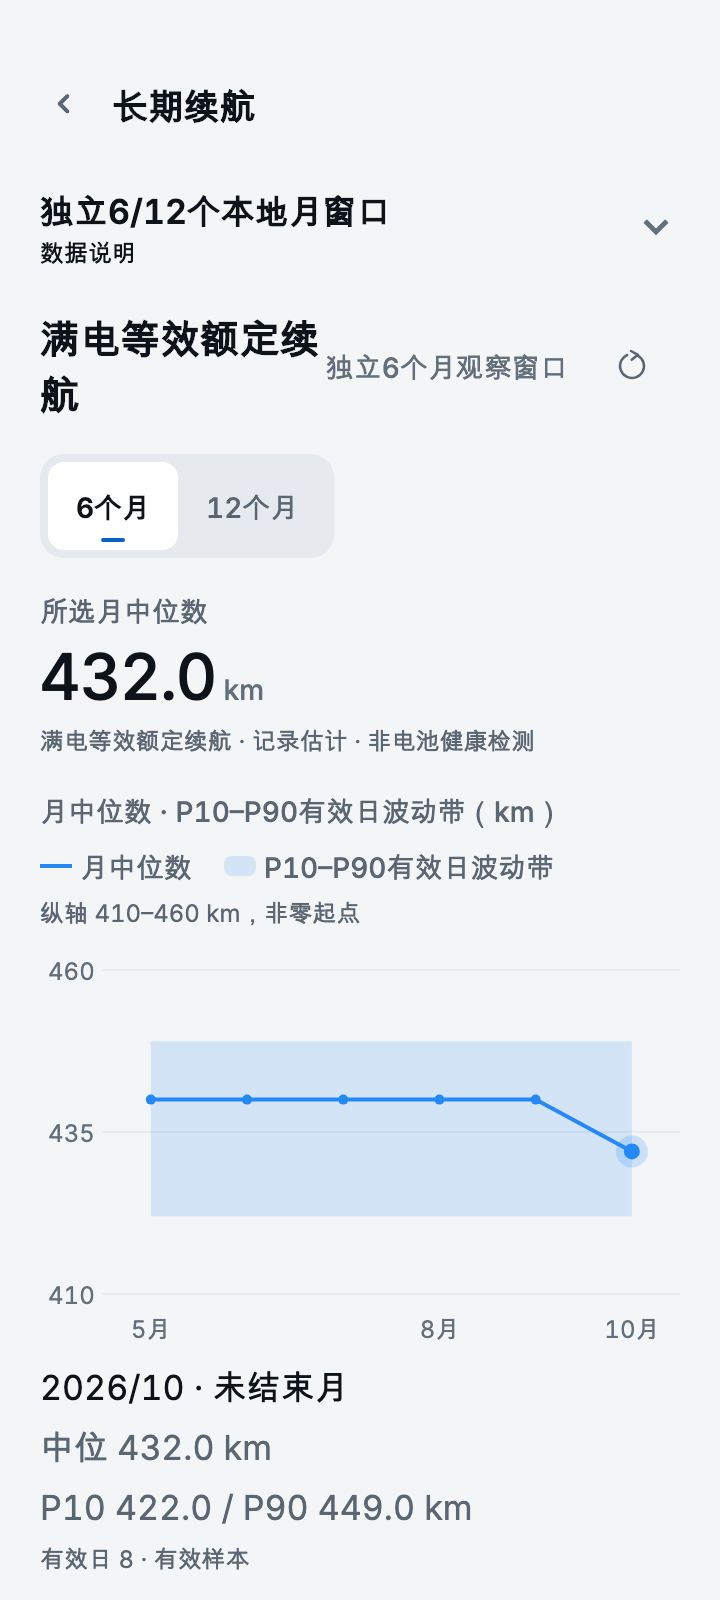 长期续航
独立6/12个本地月窗口
数据说明
满电等效额定续
航
独立6个月观察窗口
6个月 12个月
所选月中位数
432.0 km
满电等效额定续航 · 记录估计 · 非电池健康检测
月中位数 · P10–P90有效日波动带（km）
月中位数 P10–P90有效日波动带
纵轴 410–460 km，非零起点
460
435
410
5月 8月 10月
2026/10 · 未结束月
中位 432.0 km
P10 422.0 / P90 449.0 km
有效日 8 · 有效样本